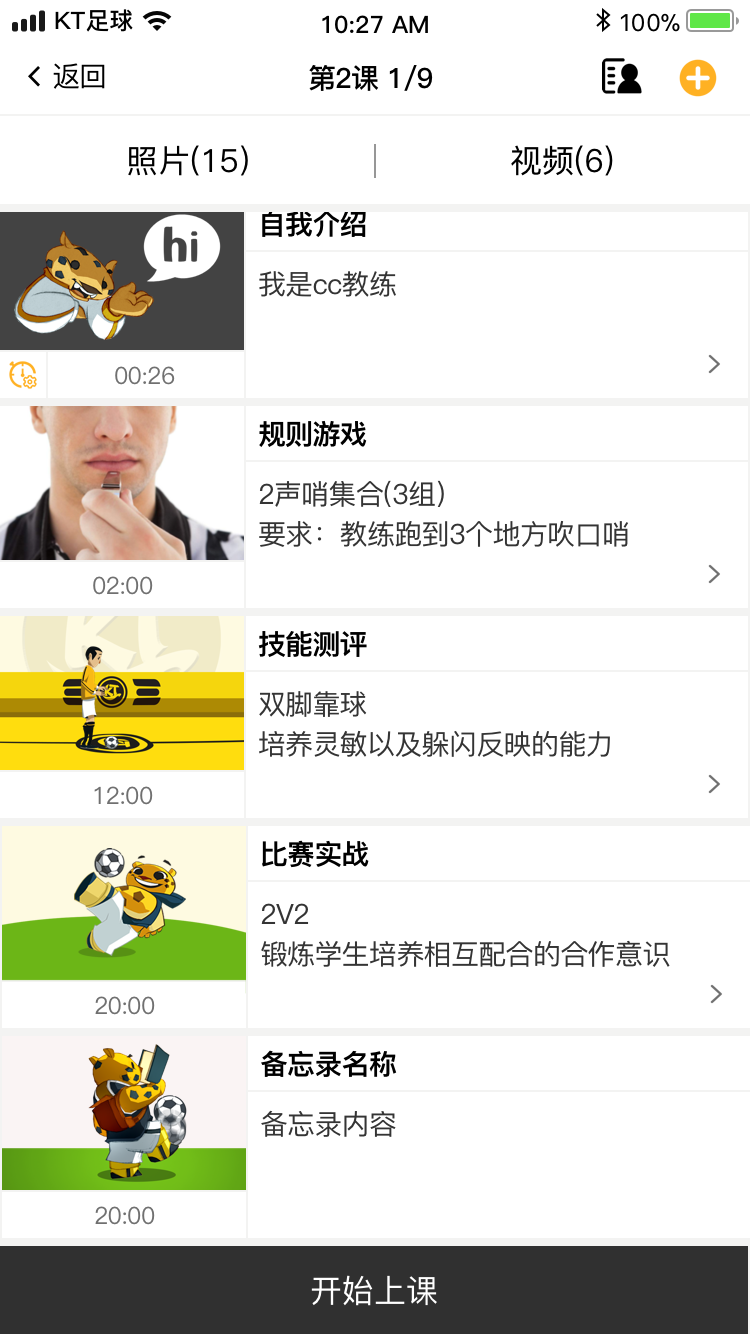 KT足球
10:27 AM
100%
返回
第2课 1/9
照片(15)
视频(6)
hi
自我介绍
我是cc教练
00:26
规则游戏
2声哨集合(3组)
要求：教练跑到3个地方吹口哨
02:00
KT
KT
技能测评
双脚靠球
培养灵敏以及躲闪反映的能力
12:00
比赛实战
2V2
锻炼学生培养相互配合的合作意识
20:00
备忘录名称
备忘录内容
20:00
开始上课